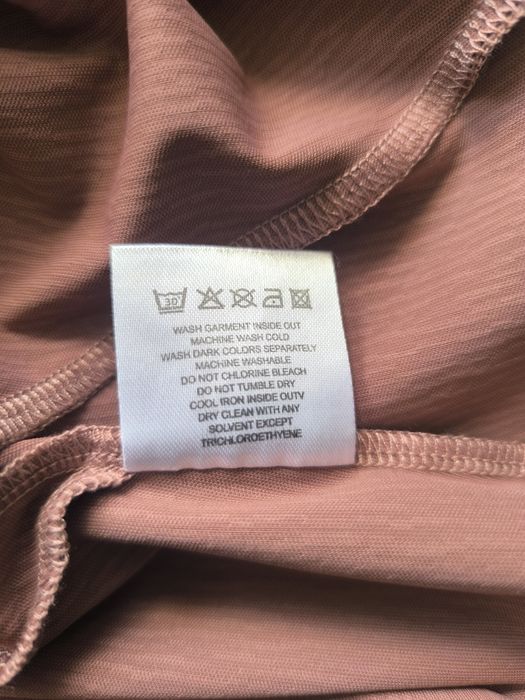 30°
WASH GARMENT INSIDE OUT
MACHINE WASH COLD
WASH DARK COLORS SEPARATELY
MACHINE WASHABLE
DO NOT CHLORINE BLEACH
DO NOT TUMBLE DRY
COOL IRON INSIDE OUTV
DRY CLEAN WITH ANY
SOLVENT EXCEPT
TRICHLOROETHYENE